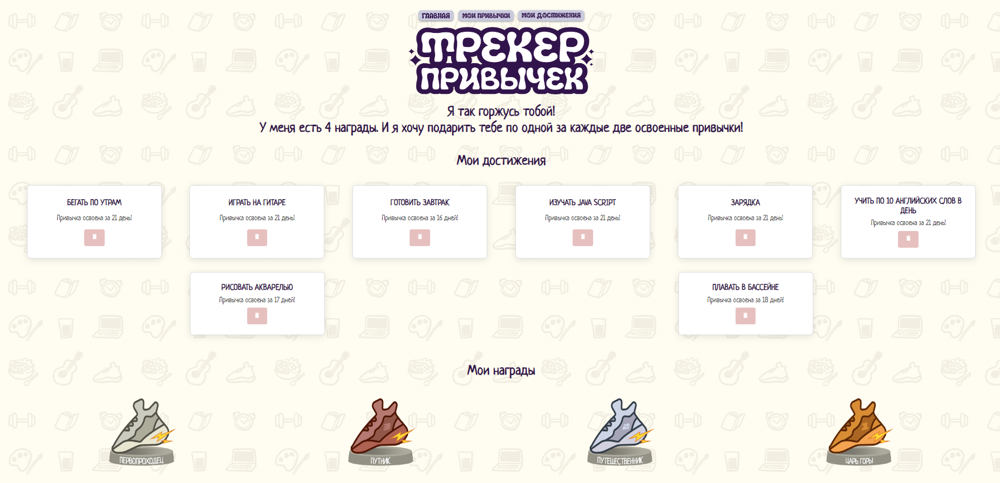 ГЛАВНАЯ
МОИ ПРИВЫЧКИ
МОИ ДОСТИЖЕНИЯ
ТРЕКЕР
ПРИВЫЧЕК
Я так горжусь тобой!
У меня есть 4 награды. И я хочу подарить тебе по одной за каждые две освоенные привычки!
Мои достижения
БЕГАТЬ ПО УТРАМ
Привычка освоена за 21 день!
ИГРАТЬ НА ГИТАРЕ
Привычка освоена за 21 день!
ГОТОВИТЬ ЗАВТРАК
Привычка освоена за 16 дней!
ИЗУЧАТЬ JAVA SCRIPT
Привычка освоена за 21 день!
ЗАРЯДКА
Привычка освоена за 21 день!
УЧИТЬ ПО 10 АНГЛИЙСКИХ СЛОВ В
ДЕНЬ
Привычка освоена за 21 день!
РИСОВАТЬ АКВАРЕЛЬЮ
Привычка освоена за 17 дней!
ПЛАВАТЬ В БАССЕЙНЕ
Привычка освоена за 18 дней!
Мои награды
ПЕРВОПРОХОДЕЦ
3
ПУТНИК
2
ПУТЕШЕСТВЕННИК
1
ЦАРЬ ГОРЫ